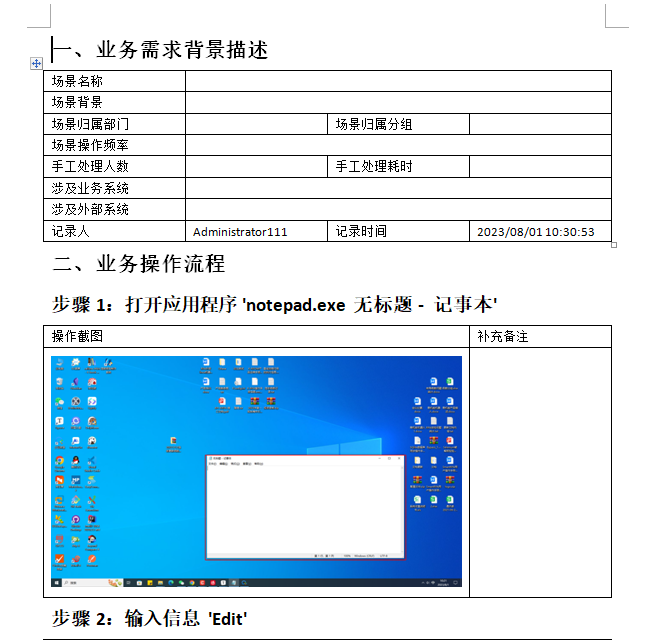 一、业务需求背景描述
场景名称
场景背景
场景归属部门 场景归属分组
场景操作频率
手工处理人数 手工处理耗时
涉及业务系统
涉及外部系统
记录人 Administrator111 记录时间 2023/08/01 10:30:53
二、业务操作流程
步骤 1：打开应用程序 'notepad.exe 无标题 - 记事本'
操作截图 补充备注
步骤 2：输入信息 'Edit'